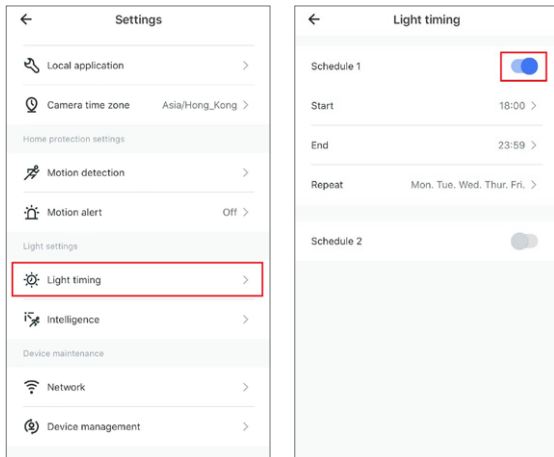 Settings
Local application
Camera time zone Asia/Hong_Kong
Home protection settings
Motion detection
Motion alert Off
Light settings
Light timing
Intelligence
Device maintenance
Network
Device management
Light timing
Schedule 1
Start 18:00
End 23:59
Repeat Mon. Tue. Wed. Thur. Fri.
Schedule 2